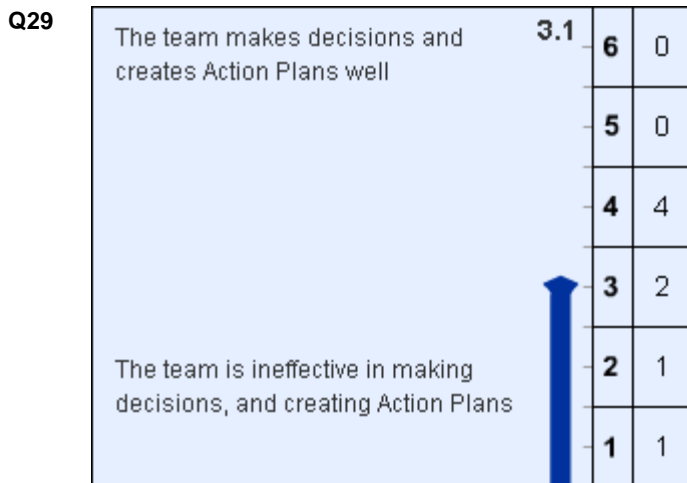 Q29
The team makes decisions and
creates Action Plans well
3.1
6 0
5 0
4 4
3 2
The team is ineffective in making
decisions, and creating Action Plans
2 1
1 1